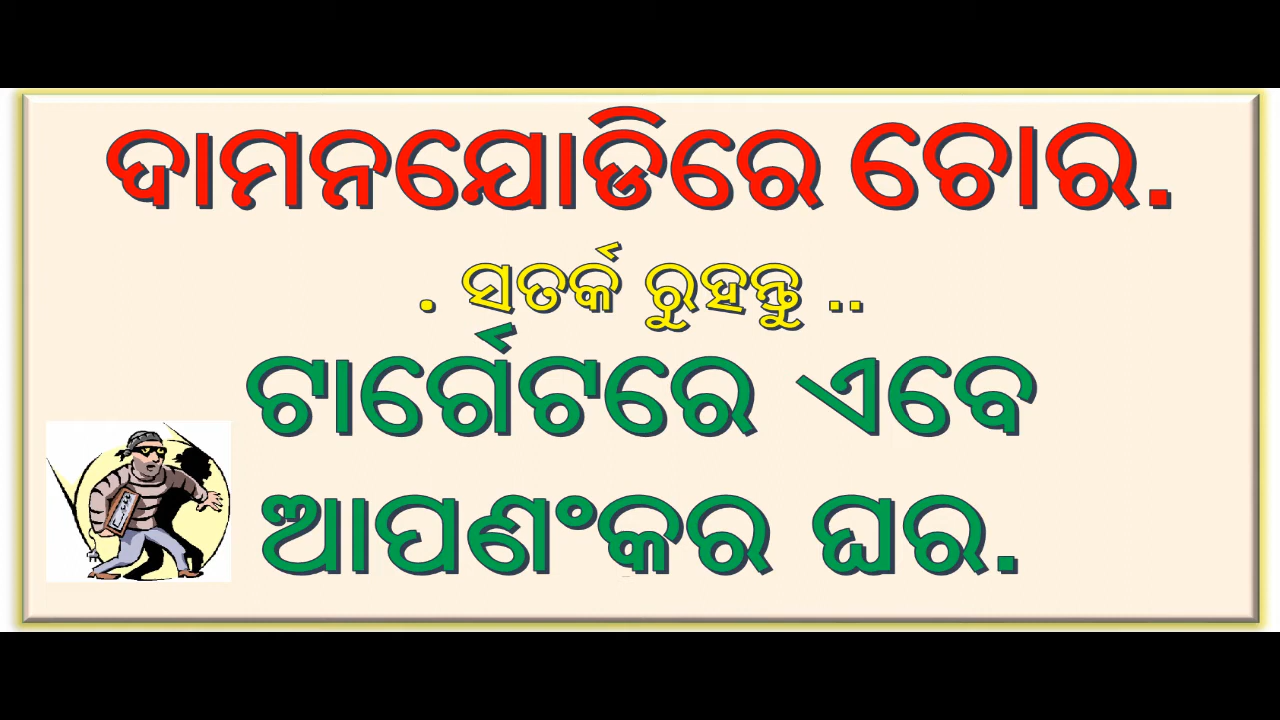 ଦାମନଯୋଡିରେ ଚୋର.
. ସତର୍କ ରୁହନ୍ତୁ ..
ଟାର୍ଗେଟରେ ଏବେ
ଆପଣଂକର ଘର.